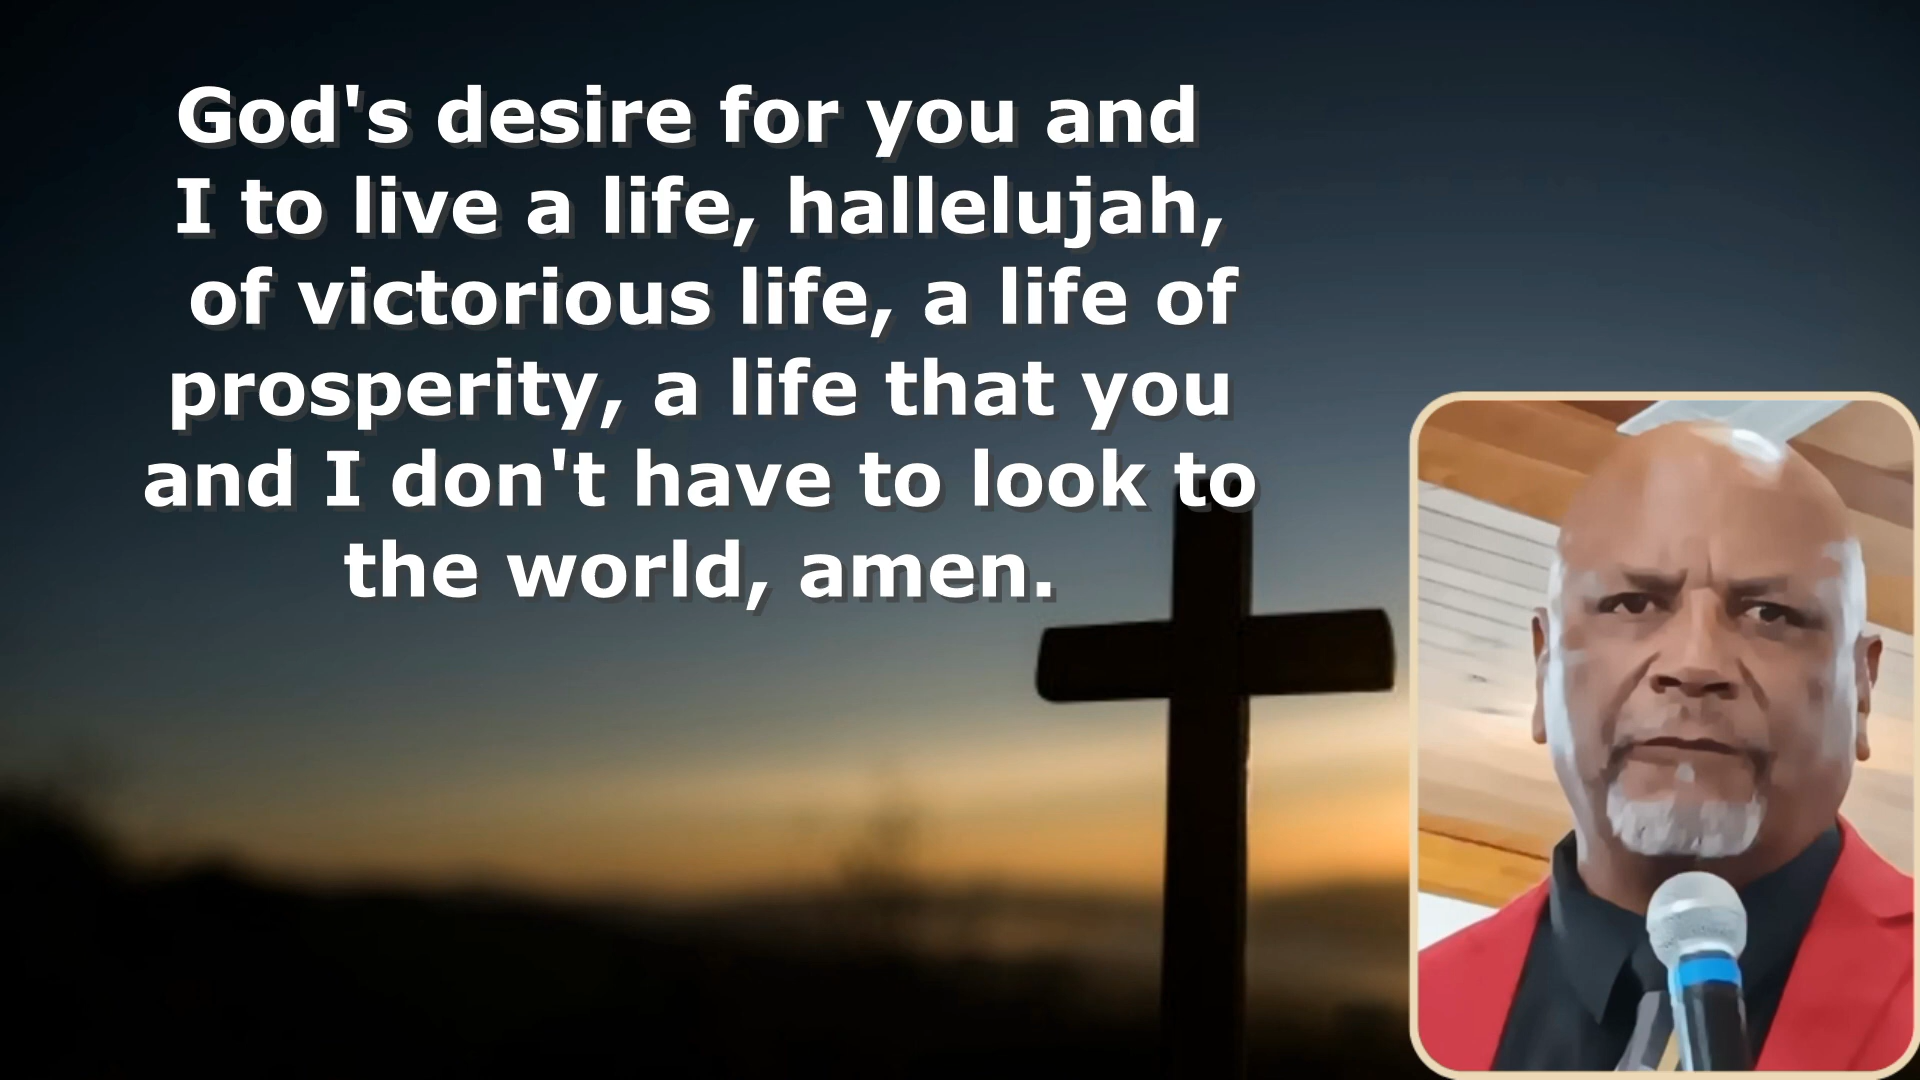 God's desire for you and
I to live a life, hallelujah,
of victorious life, a life of
prosperity, a life that you
and I don't have to look to
the world, amen.